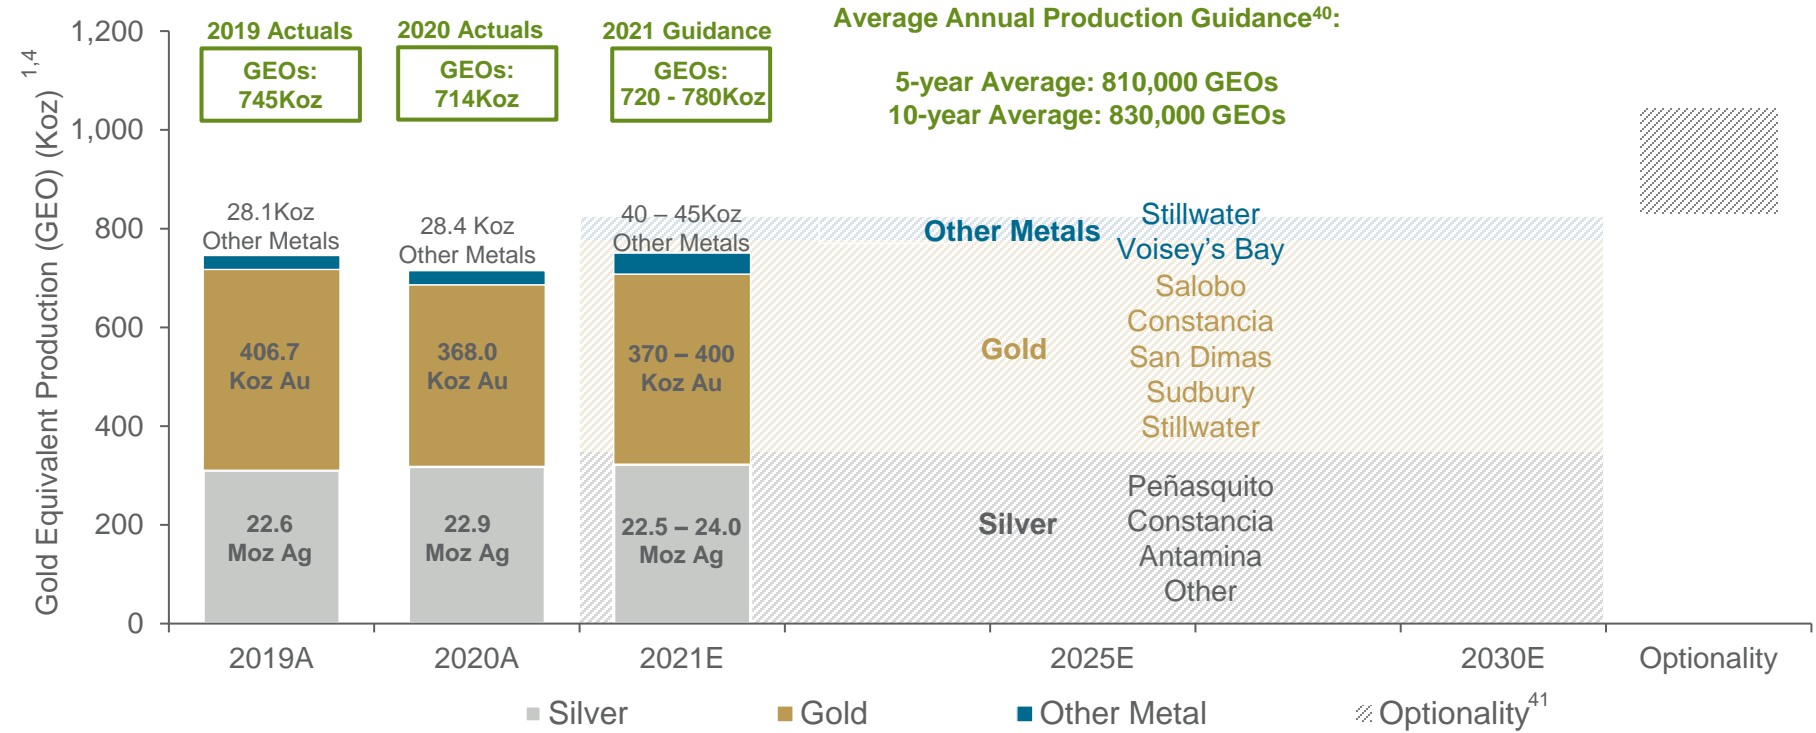 Average Annual Production Guidance40:
5-year Average: 810,000 GEOs
10-year Average: 830,000 GEOs
2019 Actuals
GEOs:
745Koz
2020 Actuals
GEOs:
714Koz
2021 Guidance
GEOs:
720 - 780Koz
Gold Equivalent Production (GEO) (Koz) 1,4
1,200
1,000
800
600
400
200
0
28.1Koz
Other Metals
406.7
Koz Au
22.6
Moz Ag
28.4 Koz
Other Metals
368.0
Koz Au
22.9
Moz Ag
40 – 45Koz
Other Metals
370 – 400
Koz Au
22.5 – 24.0
Moz Ag
Other Metals
Stillwater
Voisey's Bay
Gold
Salobo
Constancia
San Dimas
Sudbury
Stillwater
Silver
Peñasquito
Constancia
Antamina
Other
2019A
2020A
2021E
2025E
2030E
Optionality
Silver
Gold
Other Metal
Optionality41